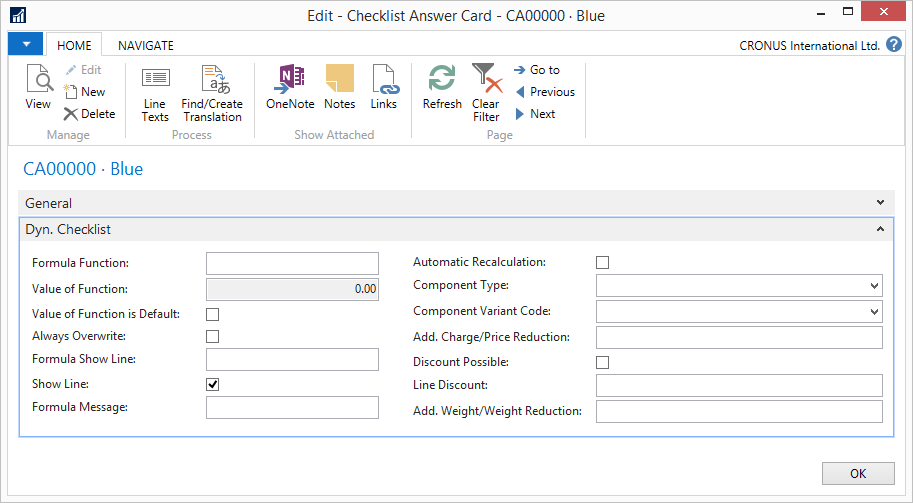 Edit - Checklist Answer Card - CA00000 · Blue
HOME
NAVIGATE
CRONUS International Ltd.
?
View
Edit
New
Delete
Manage
Line
Texts
Find/Create
Translation
Process
OneNote
Notes
Links
Show Attached
Refresh
Clear
Filter
Go to
Previous
Next
Page
CA00000 · Blue
General
Dyn. Checklist
Formula Function:
Value of Function: 0.00
Value of Function is Default:
Always Overwrite:
Formula Show Line:
Show Line:
Formula Message:
Automatic Recalculation:
Component Type:
Component Variant Code:
Add. Charge/Price Reduction:
Discount Possible:
Line Discount:
Add. Weight/Weight Reduction:
OK